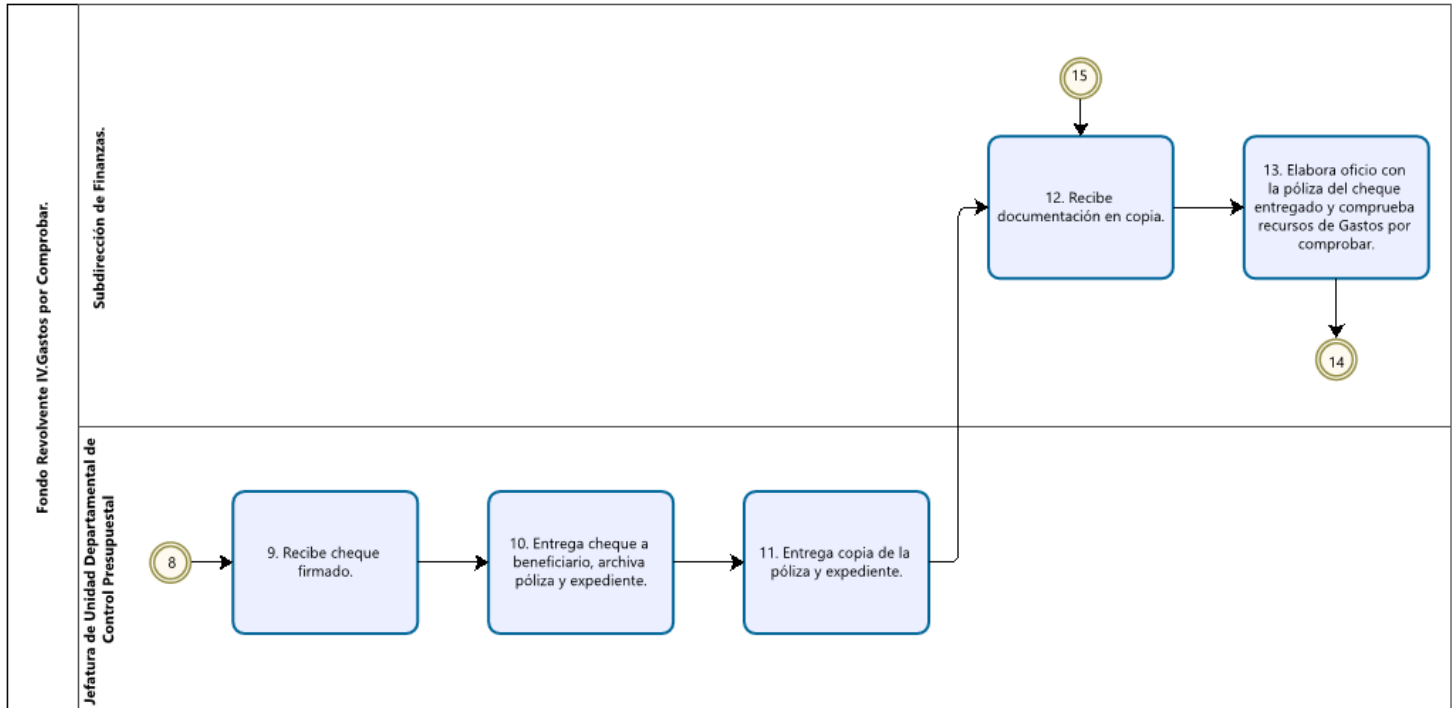 Fondo Revolvente IV.Gastos por Comprobar.
Subdirección de Finanzas.
15
12. Recibe
documentación en copia.
13. Elabora oficio con
la póliza del cheque
entregado y comprueba
recursos de Gastos por
comprobar.
14
Jefatura de Unidad Departamental de
Control Presupuestal
8
9. Recibe cheque
firmado.
10. Entrega cheque a
beneficiario, archiva
póliza y expediente.
11. Entrega copia de la
póliza y expediente.